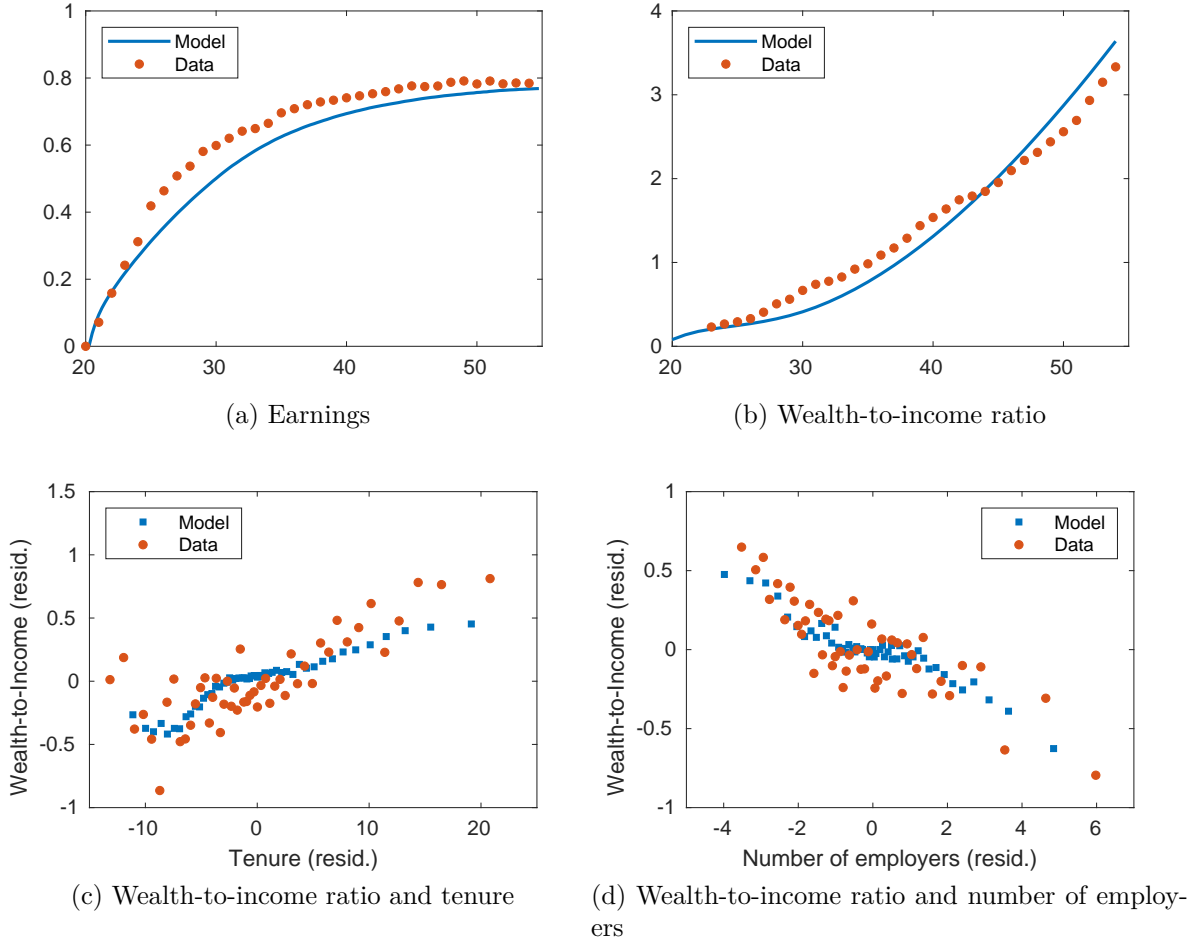 1
0.8
0.6
0.4
0.2
0
20
30
40
50
Model
Data
(a) Earnings
4
3
2
1
0
20
30
40
50
Model
Data
(b) Wealth-to-income ratio
1.5
1
0.5
0
-0.5
-1
-10
0
10
20
Wealth-to-Income (resid.)
Tenure (resid.)
Model
Data
(c) Wealth-to-income ratio and tenure
1
0.5
0
-0.5
-1
-4
-2
0
2
4
6
Wealth-to-Income (resid.)
Number of employers (resid.)
Model
Data
(d) Wealth-to-income ratio and number of employ-
ers